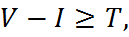 V − I ≥ T,